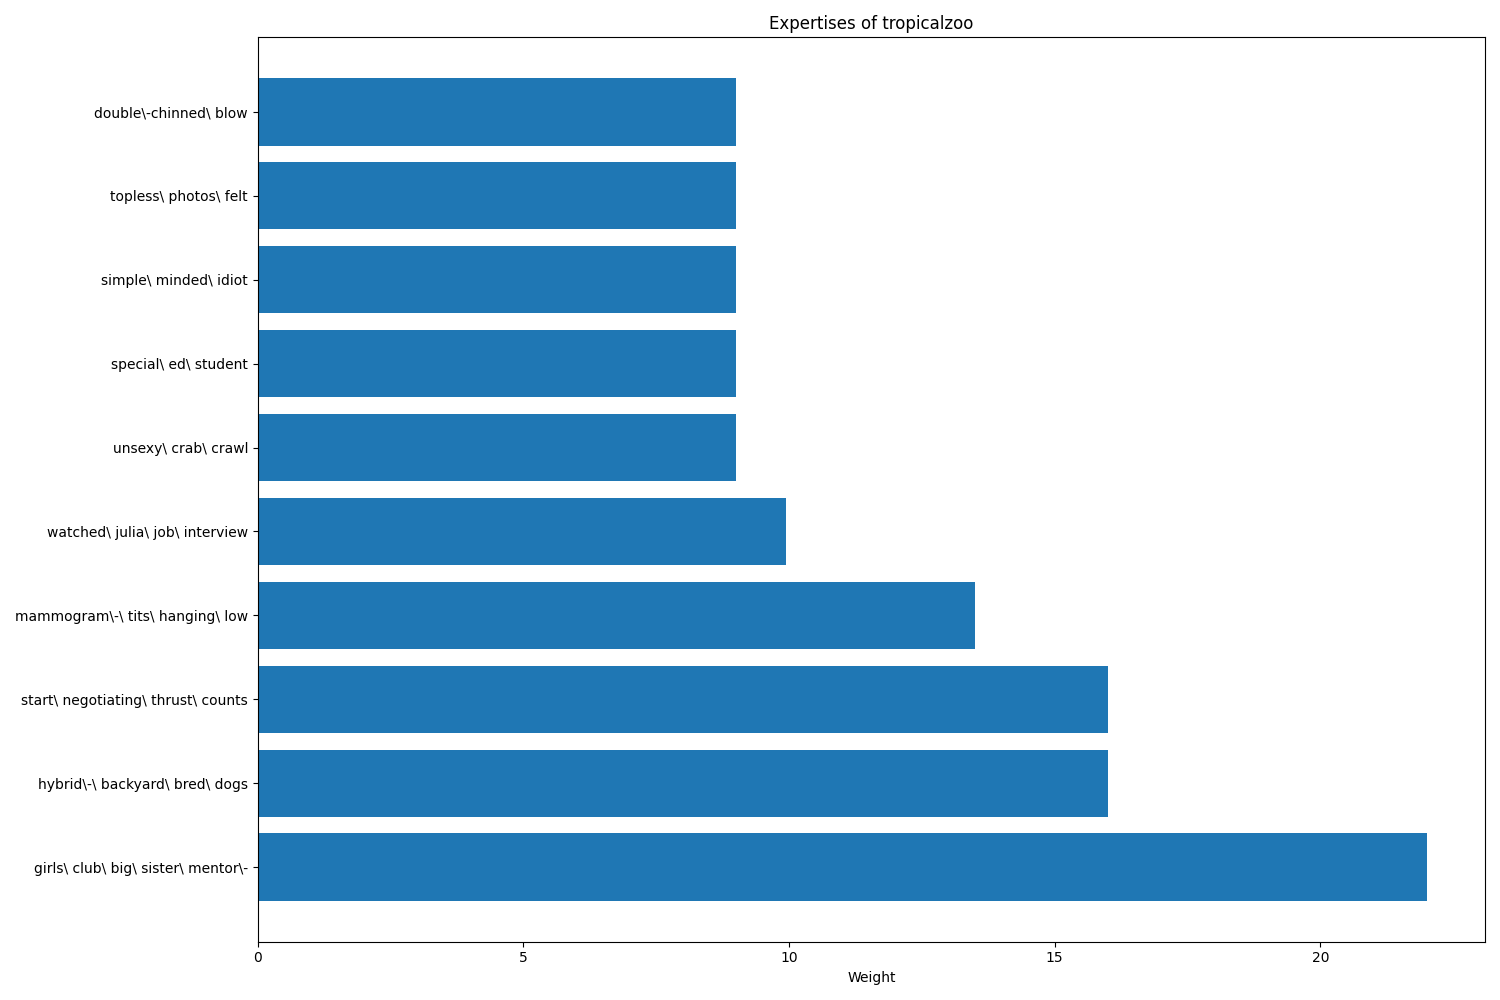 Expertises of tropicalzoo
double\-chinned\ blow
topless\ photos\ felt
simple\ minded\ idiot
special\ ed\ student
unsexy\ crab\ crawl
watched\ julia\ job\ interview
mammogram\-\ tits\ hanging\ low
start\ negotiating\ thrust\ counts
hybrid\-\ backyard\ bred\ dogs
girls\ club\ big\ sister\ mentor\-
0 5 10 15 20
Weight